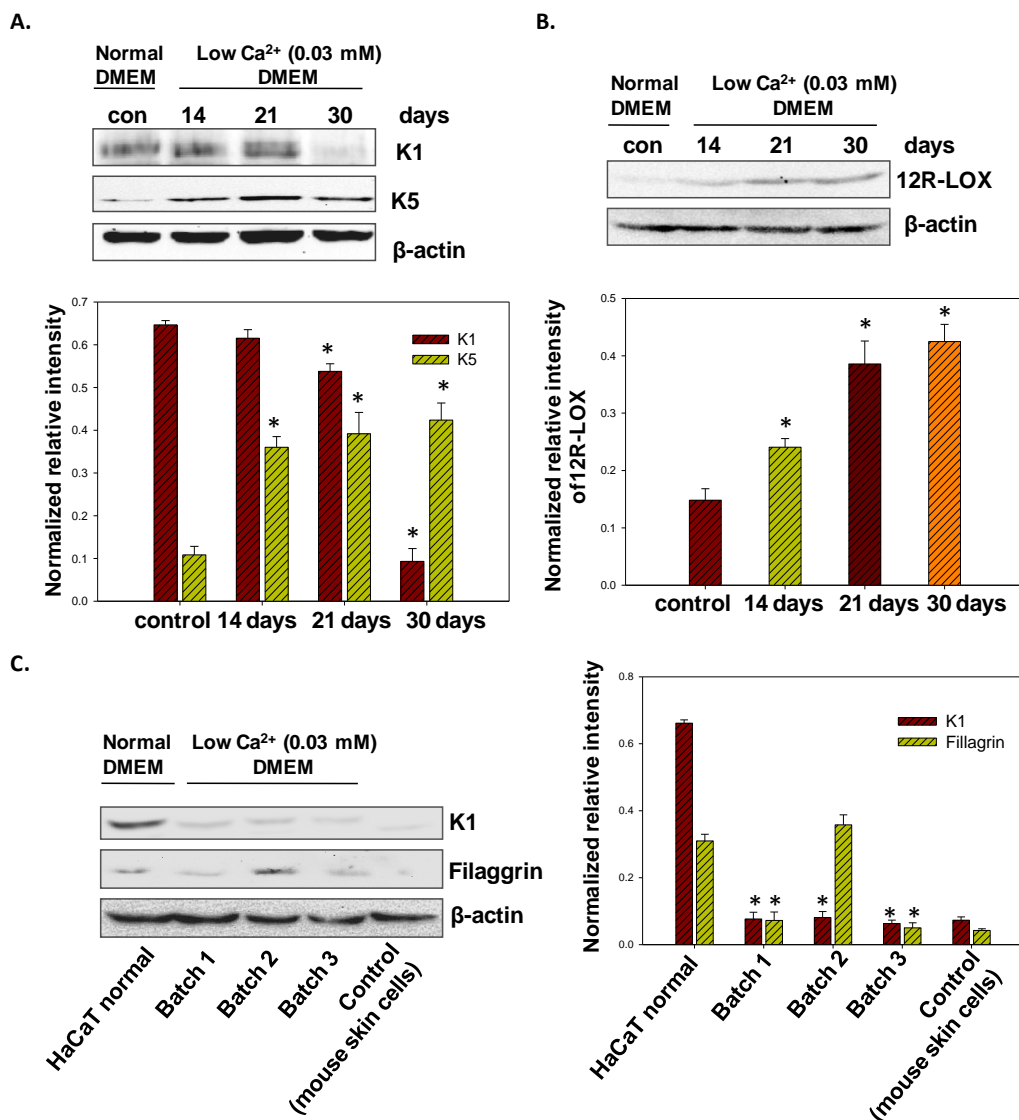 A.
Normal DMEM
Low Ca²⁺ (0.03 mM) DMEM
con 14 21 30 days
K1
K5
β-actin
Normalized relative intensity
0.7
0.6
0.5
0.4
0.3
0.2
0.1
0.0
K1
K5
* * * * *
control 14 days 21 days 30 days
B.
Normal DMEM
Low Ca²⁺ (0.03 mM) DMEM
con 14 21 30 days
12R-LOX
β-actin
Normalized relative intensity
of12R-LOX
0.5
0.4
0.3
0.2
0.1
0.0
* * *
control 14 days 21 days 30 days
C.
Normal DMEM
Low Ca²⁺ (0.03 mM) DMEM
K1
Filaggrin
β-actin
HaCaT normal
Batch 1
Batch 2
Batch 3
Control
(mouse skin cells)
Normalized relative intensity
0.8
0.6
0.4
0.2
0.0
K1
Fillagrin
* * * * *
HaCaT normal
Batch 1
Batch 2
Batch 3
Control
(mouse skin cells)